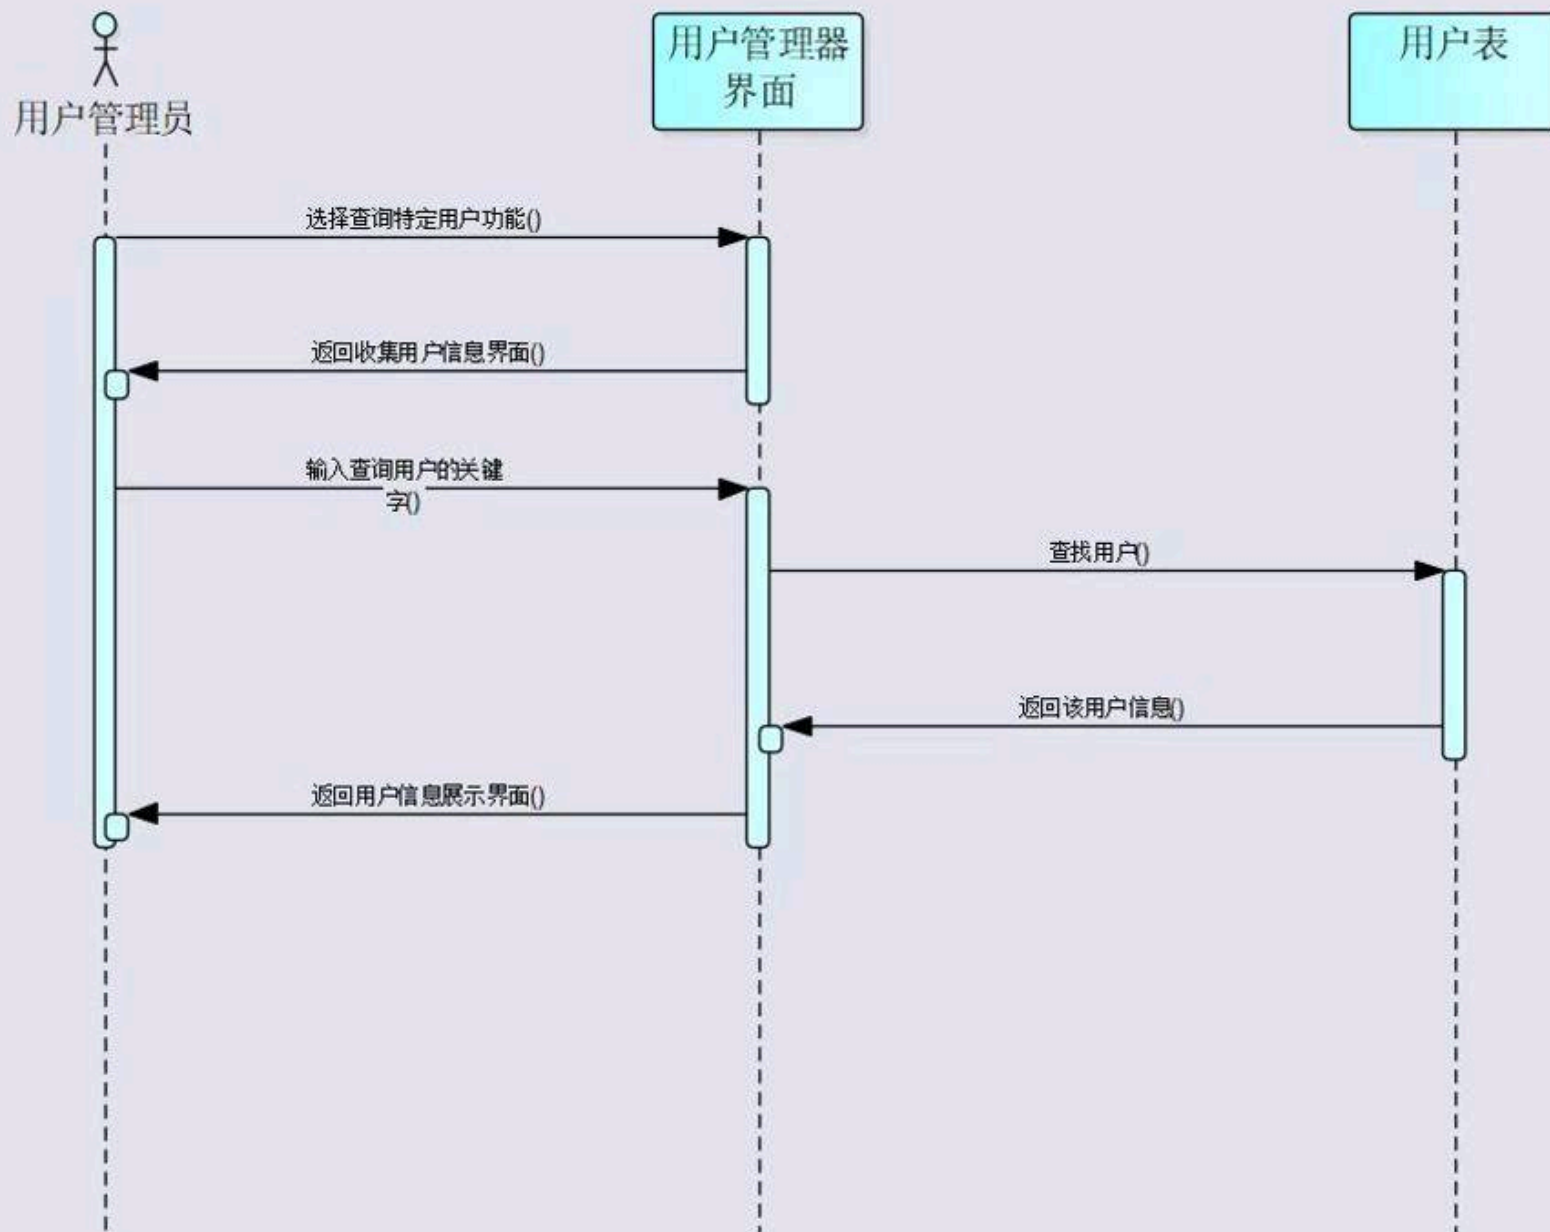 用户管理员
用户管理器
界面
用户表
选择查询特定用户功能()
返回收集用户信息界面()
输入查询用户的关键
字()
查找用户()
返回该用户信息()
返回用户信息展示界面()